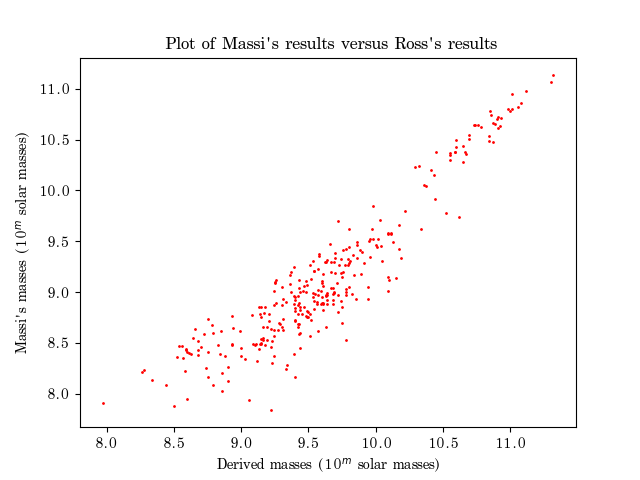 Plot of Massi's results versus Ross's results
Massi's masses (10^m solar masses)
11.0
10.5
10.0
9.5
9.0
8.5
8.0
8.0 8.5 9.0 9.5 10.0 10.5 11.0
Derived masses (10^m solar masses)